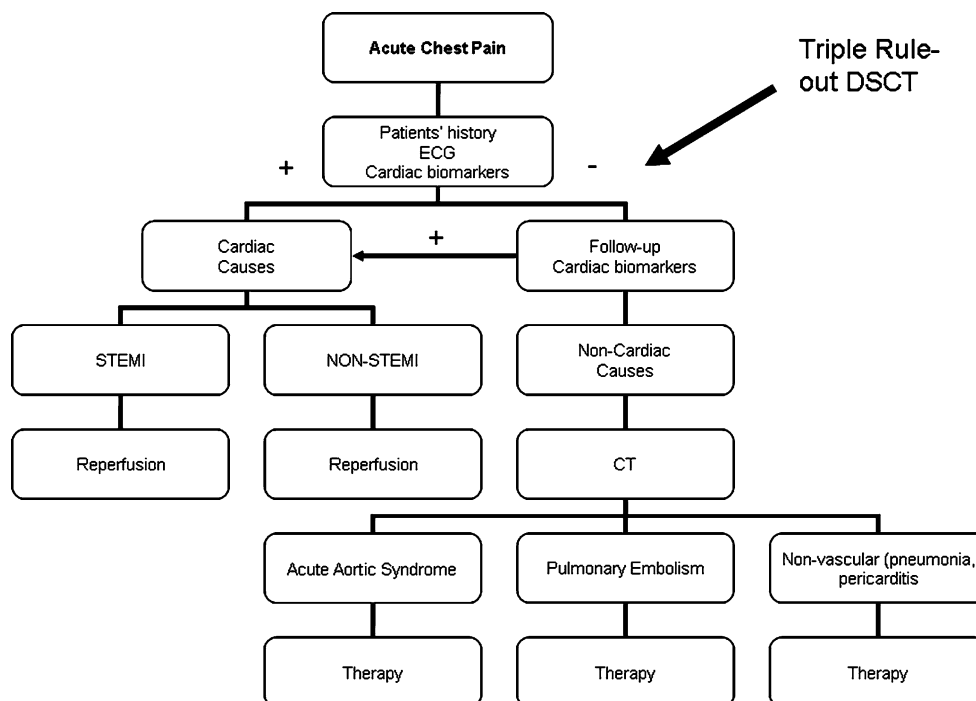 Acute Chest Pain
Triple Rule-
out DSCT
Patients' history
ECG
Cardiac biomarkers
+
-
Cardiac
Causes
+
Follow-up
Cardiac biomarkers
STEMI
NON-STEMI
Non-Cardiac
Causes
Reperfusion
Reperfusion
CT
Acute Aortic Syndrome
Pulmonary Embolism
Non-vascular (pneumonia,
pericarditis
Therapy
Therapy
Therapy